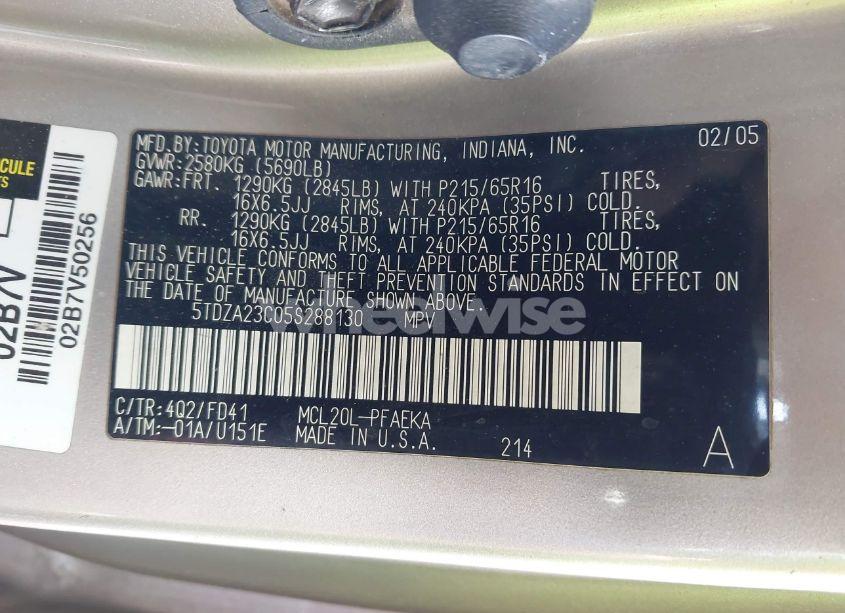 MFD.BY:TOYOTA MOTOR MANUFACTURING, INDIANA, INC. 02/05
GVWR:2580KG (5690LB)
GAWR:FRT. 1290KG (2845LB) WITH P215/65R16 TIRES,
16X6.5JJ RIMS, AT 240KPA (35PSI) COLD.
RR. 1290KG (2845LB) WITH P215/65R16 TIRES,
16X6.5JJ RIMS, AT 240KPA (35PSI) COLD.
THIS VEHICLE CONFORMS TO ALL APPLICABLE FEDERAL MOTOR
VEHICLE SAFETY AND THEFT PREVENTION STANDARDS IN EFFECT ON
THE DATE OF MANUFACTURE SHOWN ABOVE.
5TDZA23C05S288130 MPV
C/TR:4Q2/FD41 MCL20L-PFAEKA
A/TM:-01A/U151E MADE IN U.S.A. 214 A
02B7V
02B7V50256
wheelwise